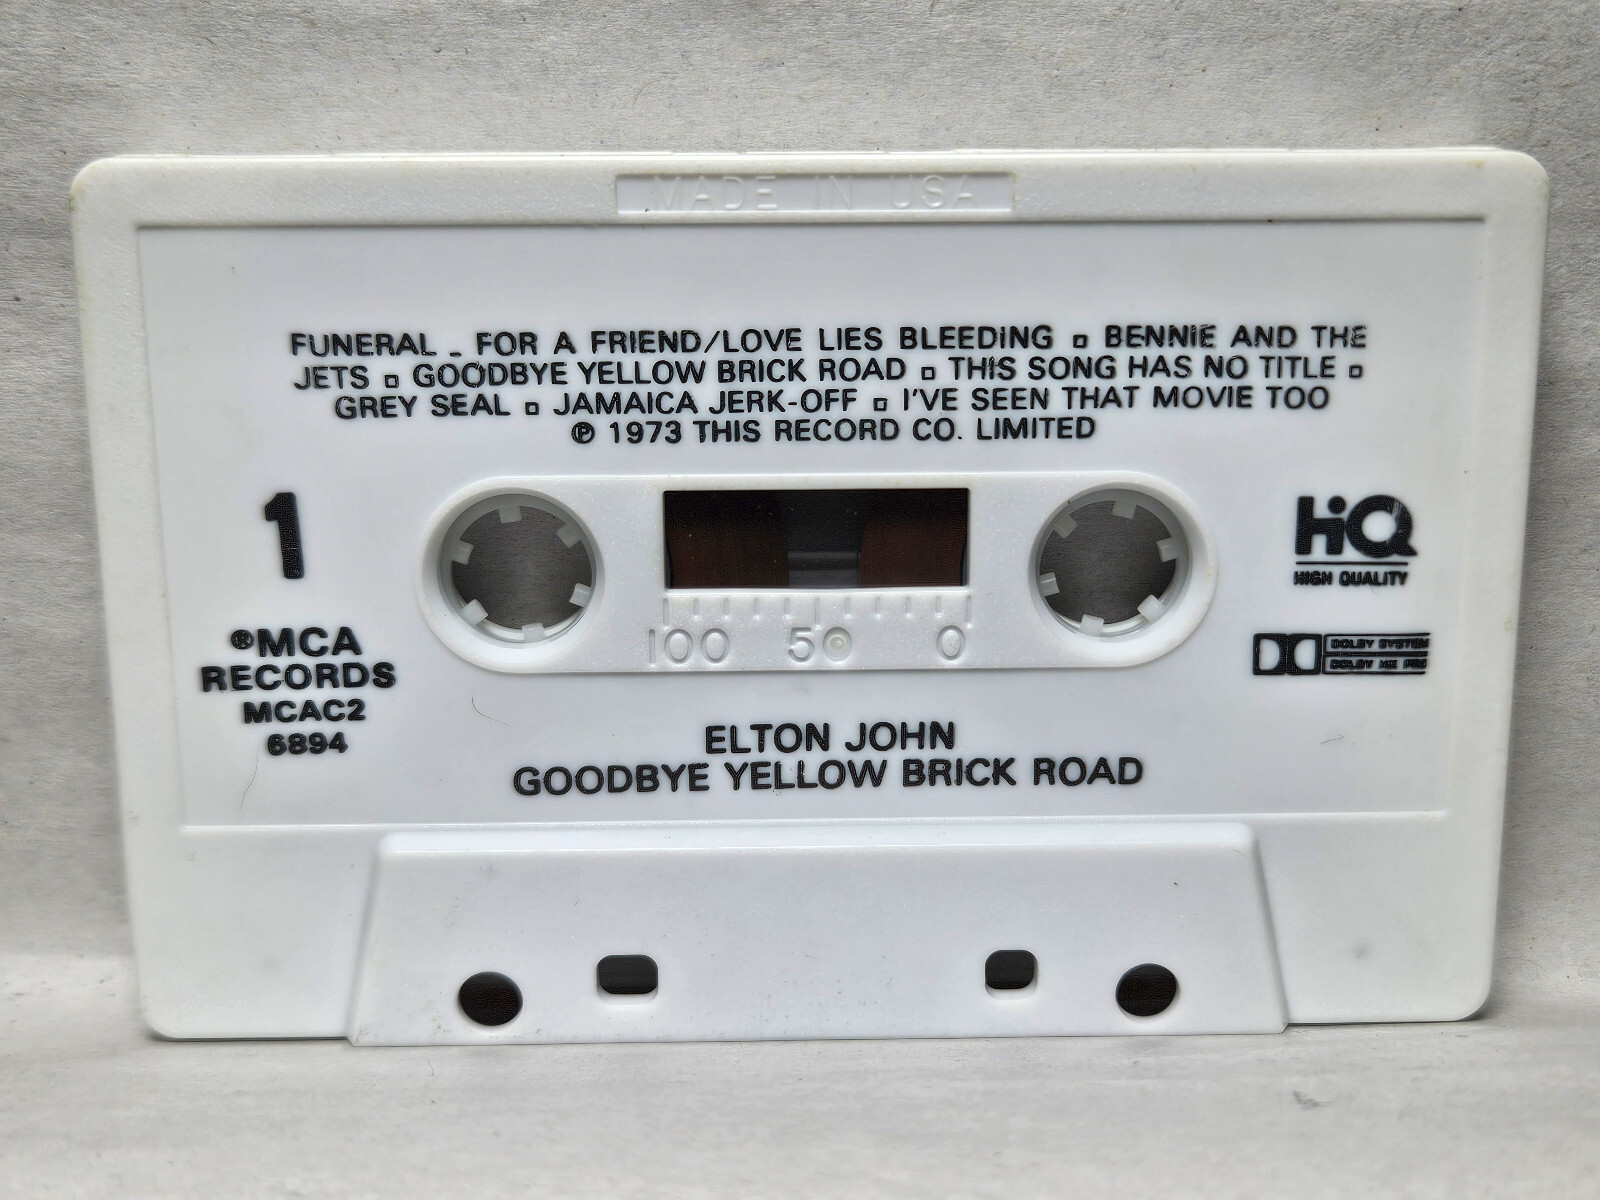 MADE IN USA
FUNERAL _ FOR A FRIEND/LOVE LIES BLEEDING ▫ BENNIE AND THE
JETS ▫ GOODBYE YELLOW BRICK ROAD ▫ THIS SONG HAS NO TITLE ▫
GREY SEAL ▫ JAMAICA JERK-OFF ▫ I'VE SEEN THAT MOVIE TOO
℗ 1973 THIS RECORD CO. LIMITED
1
HiQ
HIGH QUALITY
®MCA
RECORDS
MCAC2
6894
100 50 0
DOLBY SYSTEM
DOLBY HX PRO
ELTON JOHN
GOODBYE YELLOW BRICK ROAD